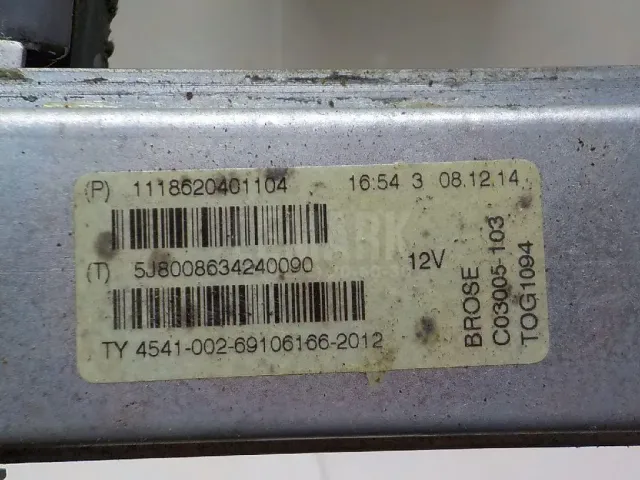 (P) 1118620401104 16:54 3 08.12.14
(T) 5J8008634240090 12V
TY 4541-002-69106166-2012
BROSE
C03005-103
TOG1094